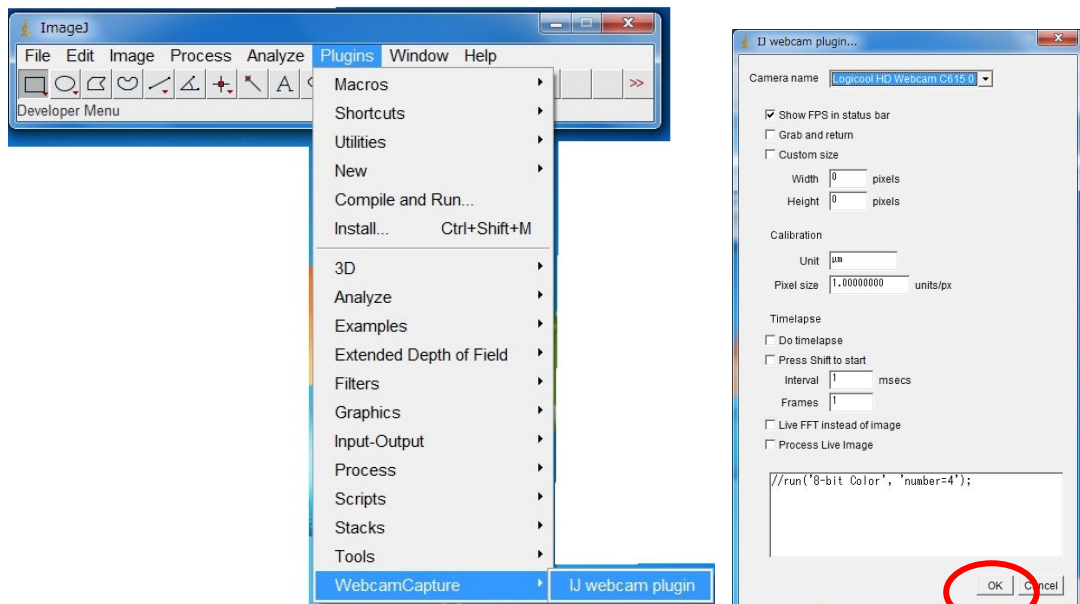 ImageJ
File Edit Image Process Analyze Plugins Window Help
A >>
Developer Menu
Macros
Shortcuts
Utilities
New
Compile and Run...
Install... Ctrl+Shift+M
3D
Analyze
Examples
Extended Depth of Field
Filters
Graphics
Input-Output
Process
Scripts
Stacks
Tools
WebcamCapture IJ webcam plugin
IJ webcam plugin...
Camera name Logicool HD Webcam C615 0
Show FPS in status bar
Grab and return
Custom size
Width 0 pixels
Height 0 pixels
Calibration
Unit µm
Pixel size 1.00000000 units/px
Timelapse
Do timelapse
Press Shift to start
Interval 1 msecs
Frames 1
Live FFT instead of image
Process Live Image
//run('8-bit Color', 'number=4');
OK Cancel